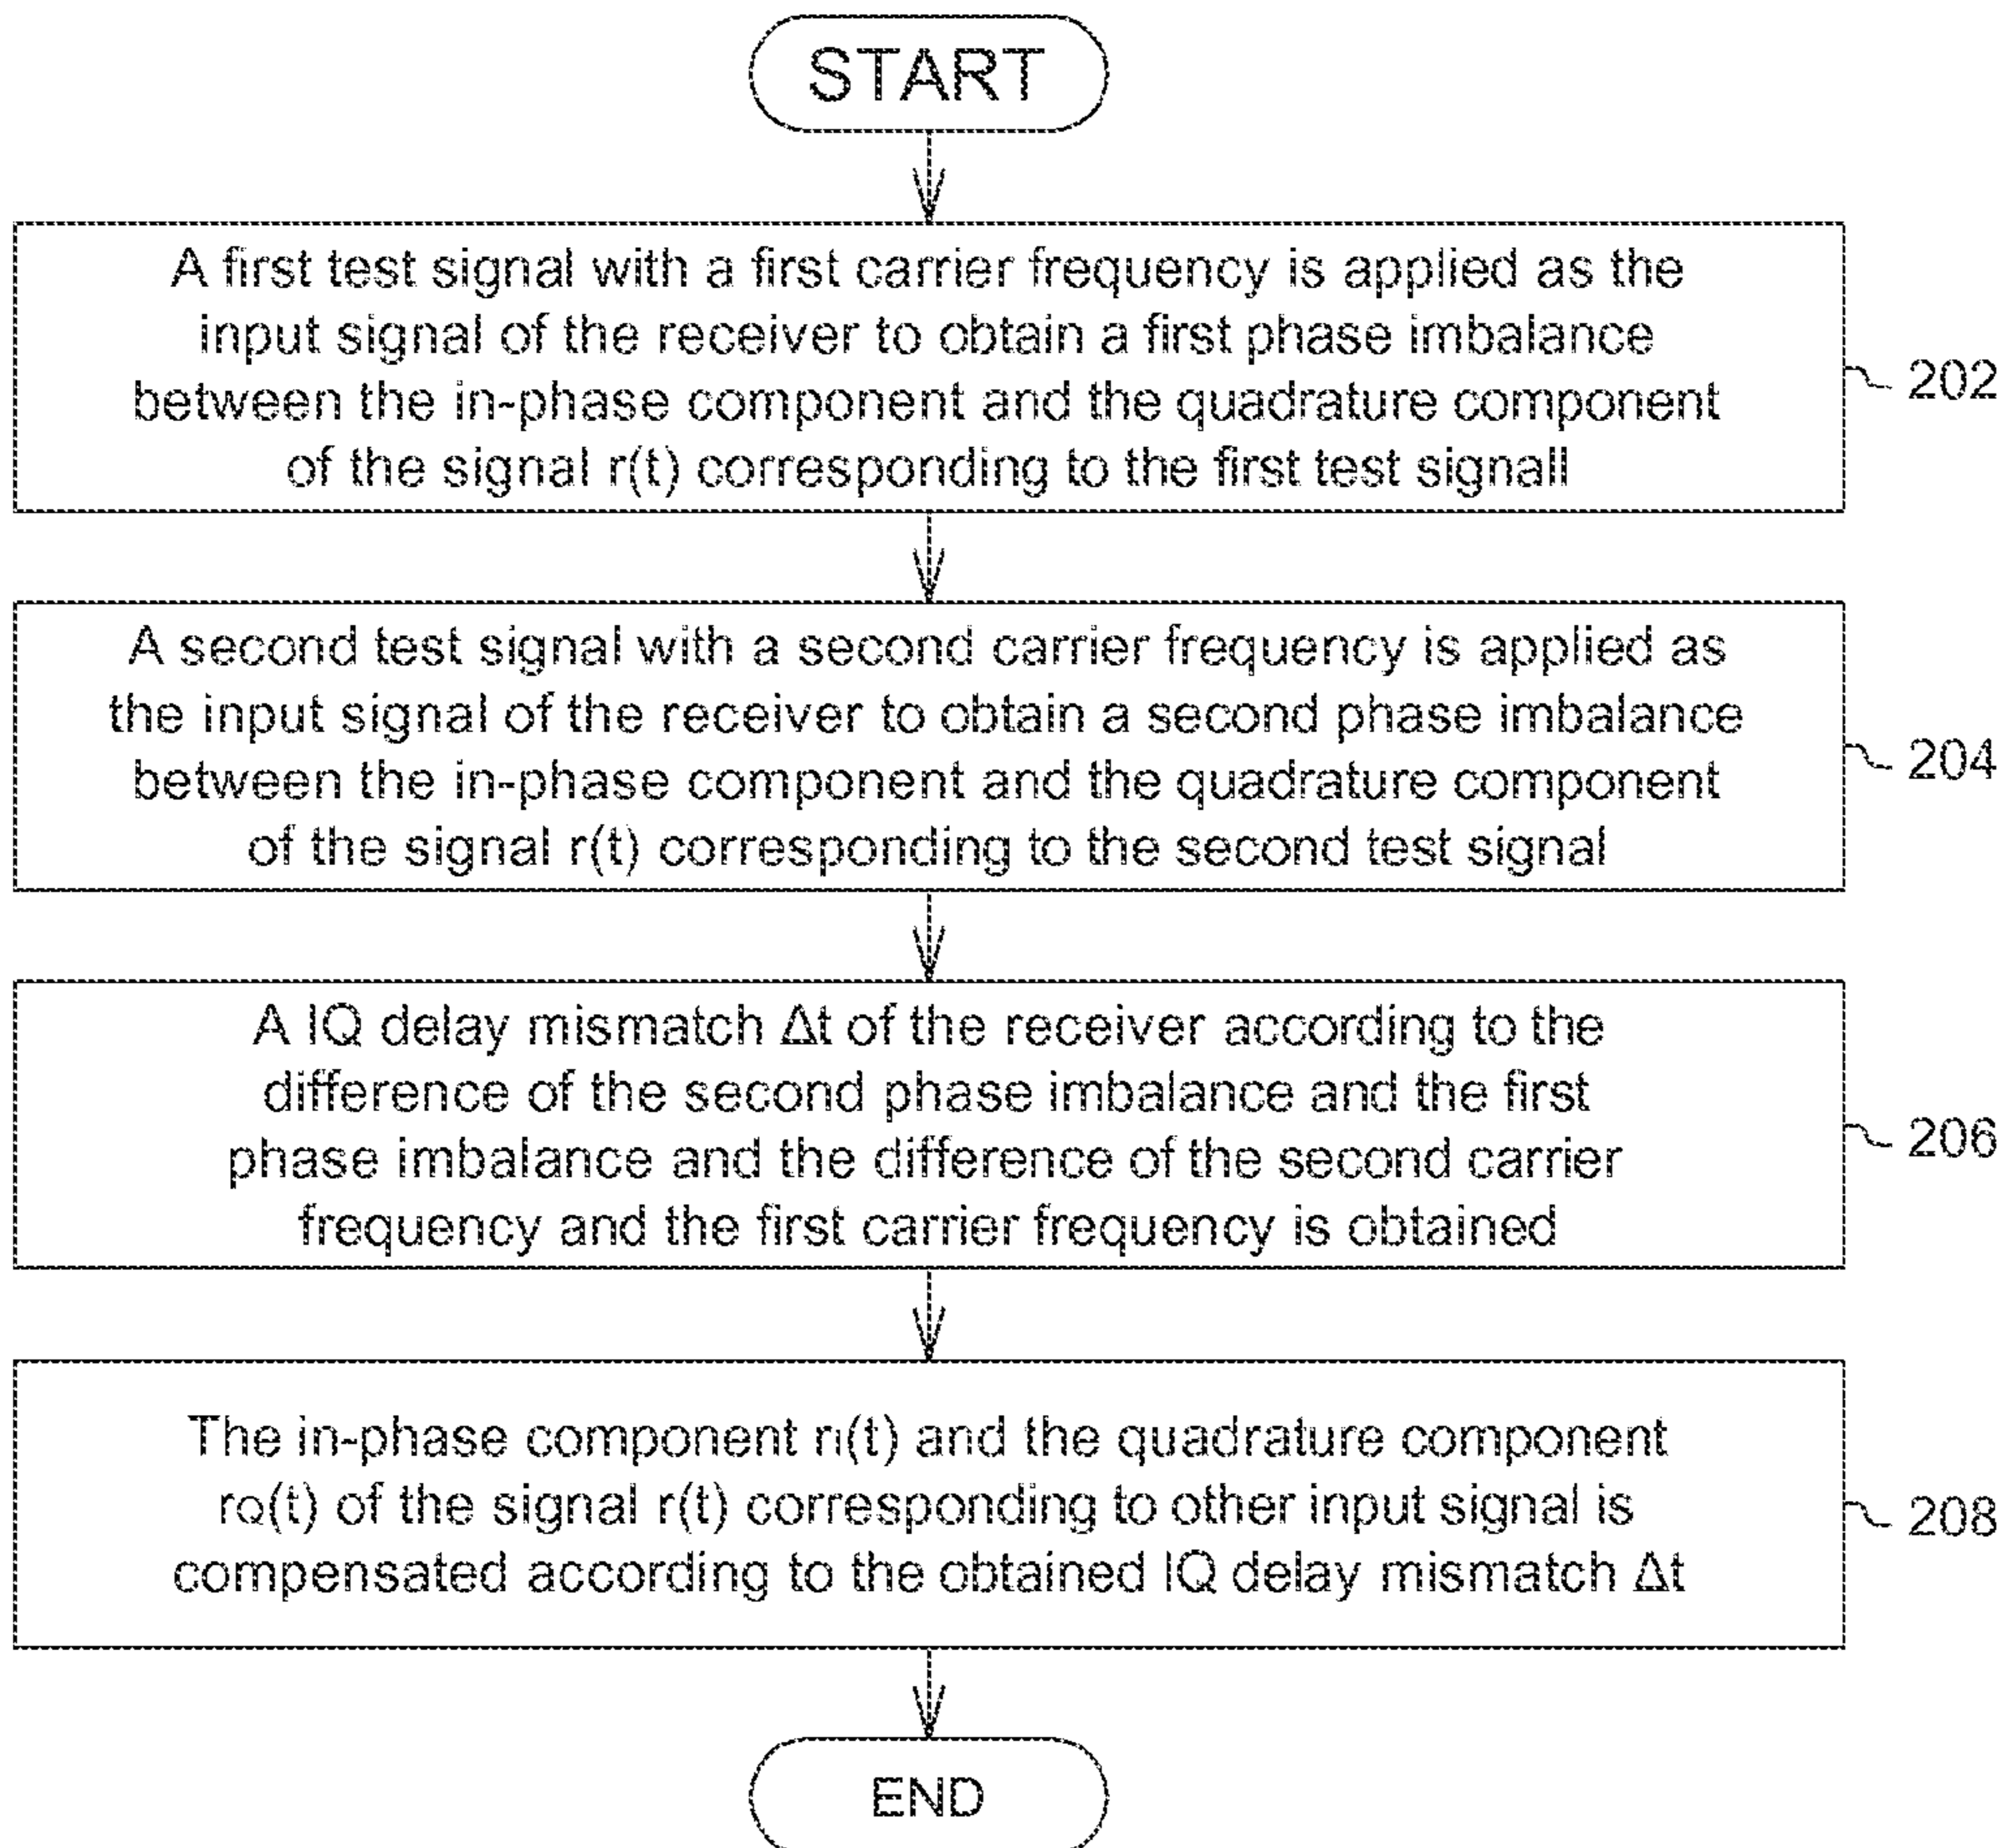 START
A first test signal with a first carrier frequency is applied as the
input signal of the receiver to obtain a first phase imbalance
between the in-phase component and the quadrature component
of the signal r(t) corresponding to the first test signall
202
A second test signal with a second carrier frequency is applied as
the input signal of the receiver to obtain a second phase imbalance
between the in-phase component and the quadrature component
of the signal r(t) corresponding to the second test signal
204
A IQ delay mismatch Δt of the receiver according to the
difference of the second phase imbalance and the first
phase imbalance and the difference of the second carrier
frequency and the first carrier frequency is obtained
206
The in-phase component rI(t) and the quadrature component
rQ(t) of the signal r(t) corresponding to other input signal is
compensated according to the obtained IQ delay mismatch Δt
208
END